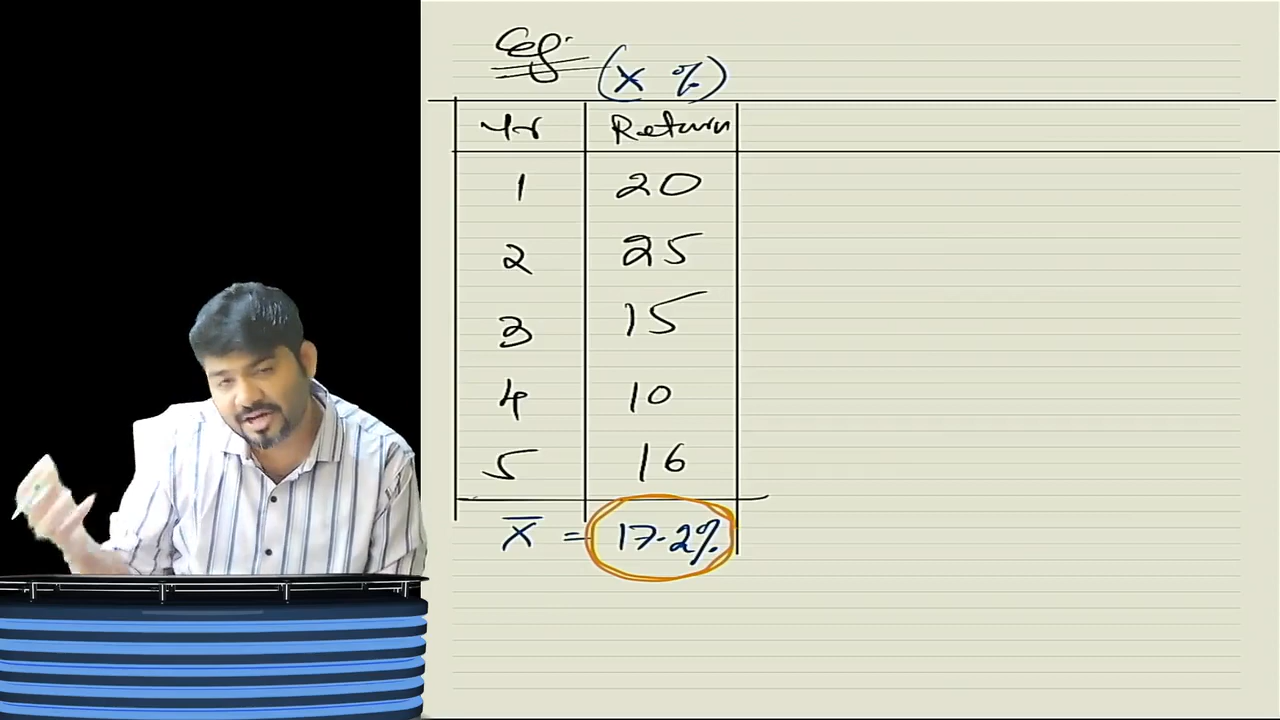 Eg.
(X %)
Yr Return
1 20
2 25
3 15
4 10
5 16
X̄ = 17.2%